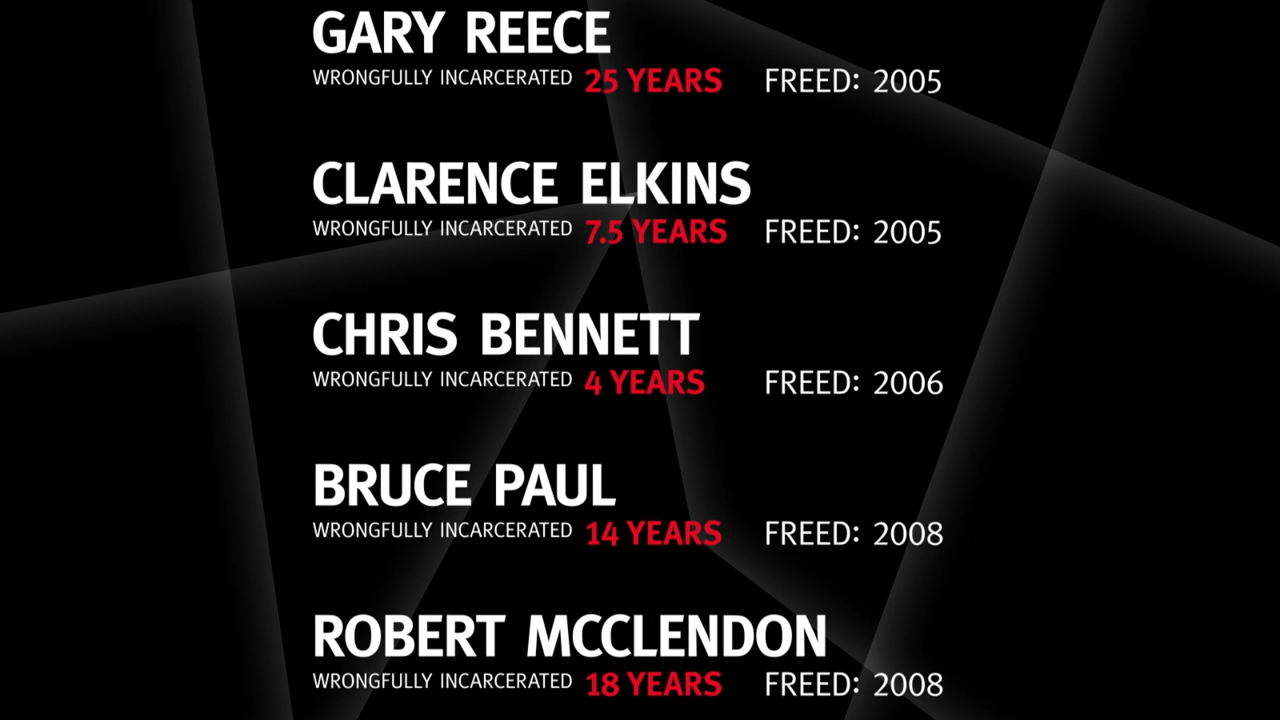 GARY REECE
WRONGFULLY INCARCERATED 25 YEARS FREED: 2005
CLARENCE ELKINS
WRONGFULLY INCARCERATED 7.5 YEARS FREED: 2005
CHRIS BENNETT
WRONGFULLY INCARCERATED 4 YEARS FREED: 2006
BRUCE PAUL
WRONGFULLY INCARCERATED 14 YEARS FREED: 2008
ROBERT MCCLENDON
WRONGFULLY INCARCERATED 18 YEARS FREED: 2008